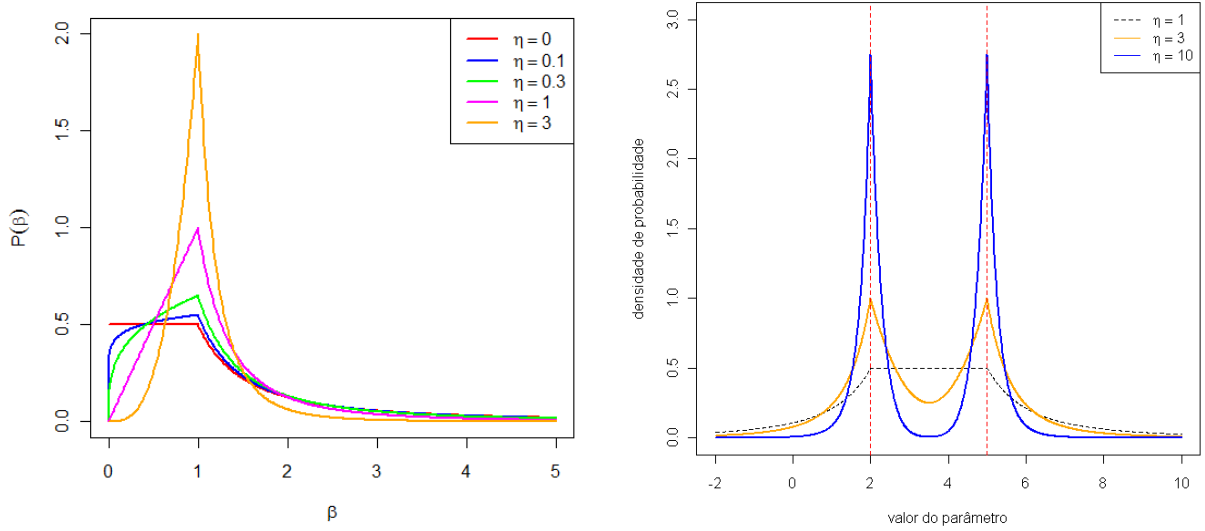 2.0
1.5
1.0
0.5
0.0
P(β)
0 1 2 3 4 5
β
η = 0
η = 0.1
η = 0.3
η = 1
η = 3
3.0
2.5
2.0
1.5
1.0
0.5
0.0
densidade de probabilidade
-2 0 2 4 6 8 10
valor do parâmetro
η = 1
η = 3
η = 10